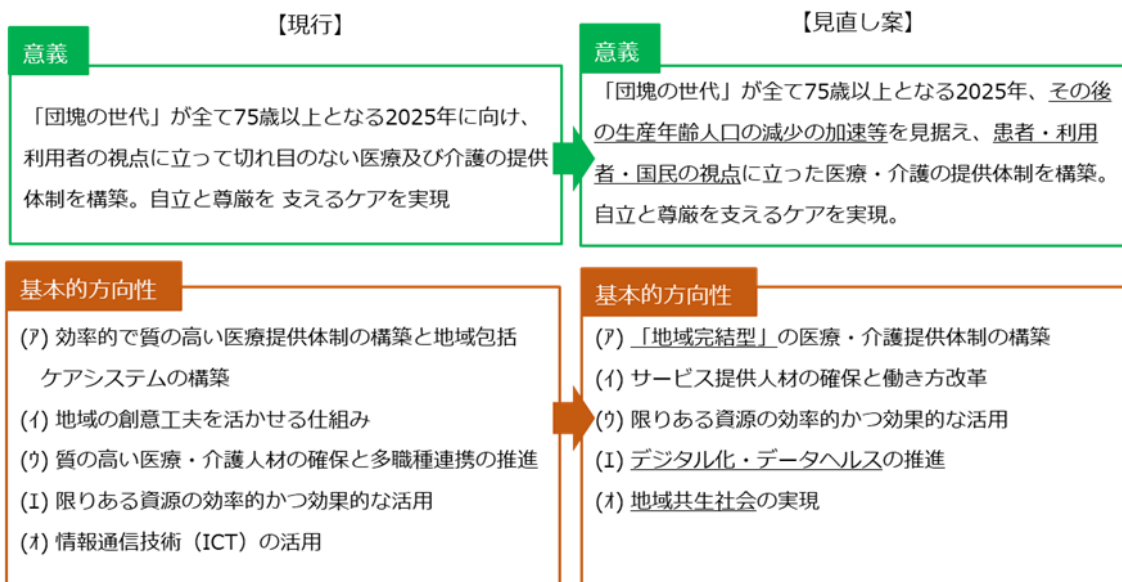 【現行】
意義
「団塊の世代」が全て75歳以上となる2025年に向け、
利用者の視点に立って切れ目のない医療及び介護の提供
体制を構築。自立と尊厳を 支えるケアを実現
【見直し案】
意義
「団塊の世代」が全て75歳以上となる2025年、その後
の生産年齢人口の減少の加速等を見据え、患者・利用
者・国民の視点に立った医療・介護の提供体制を構築。
自立と尊厳を支えるケアを実現。
基本的方向性
(ア) 効率的で質の高い医療提供体制の構築と地域包括
ケアシステムの構築
(イ) 地域の創意工夫を活かせる仕組み
(ウ) 質の高い医療・介護人材の確保と多職種連携の推進
(エ) 限りある資源の効率的かつ効果的な活用
(オ) 情報通信技術（ICT）の活用
基本的方向性
(ア) 「地域完結型」の医療・介護提供体制の構築
(イ) サービス提供人材の確保と働き方改革
(ウ) 限りある資源の効率的かつ効果的な活用
(エ) デジタル化・データヘルスの推進
(オ) 地域共生社会の実現